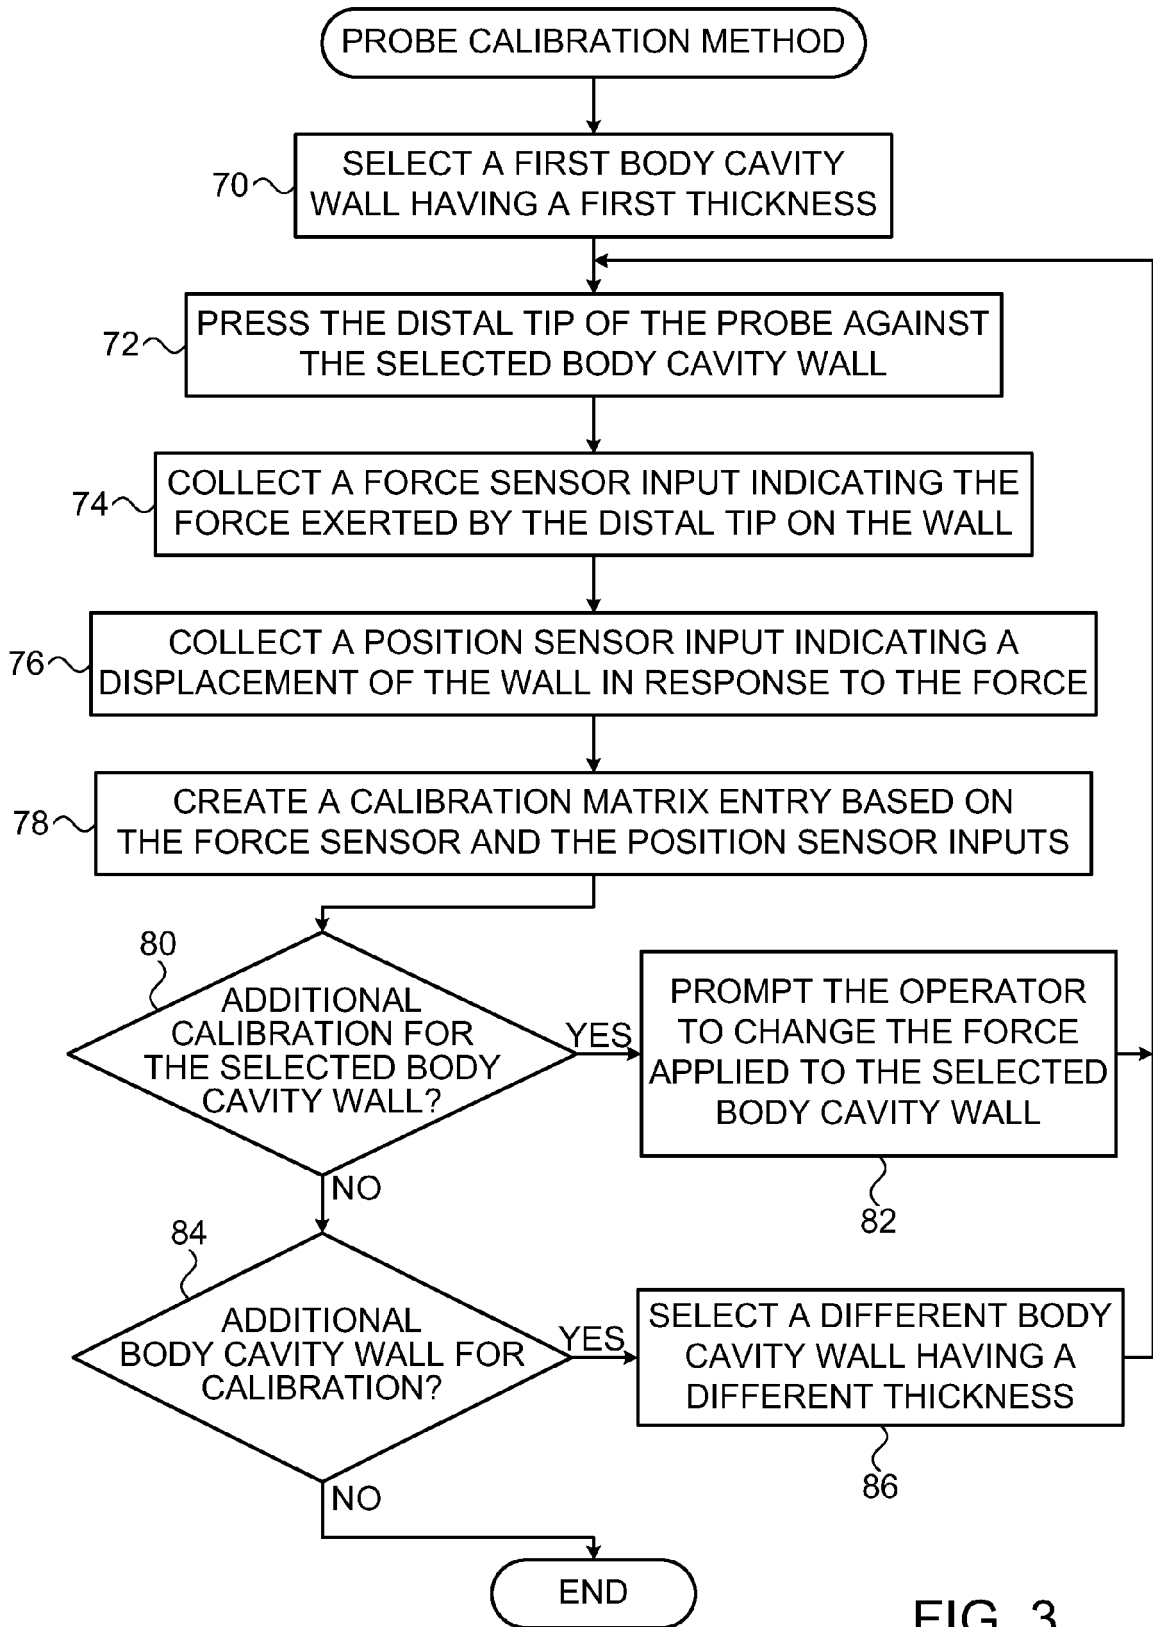 PROBE CALIBRATION METHOD
70
SELECT A FIRST BODY CAVITY
WALL HAVING A FIRST THICKNESS
72
PRESS THE DISTAL TIP OF THE PROBE AGAINST
THE SELECTED BODY CAVITY WALL
74
COLLECT A FORCE SENSOR INPUT INDICATING THE
FORCE EXERTED BY THE DISTAL TIP ON THE WALL
76
COLLECT A POSITION SENSOR INPUT INDICATING A
DISPLACEMENT OF THE WALL IN RESPONSE TO THE FORCE
78
CREATE A CALIBRATION MATRIX ENTRY BASED ON
THE FORCE SENSOR AND THE POSITION SENSOR INPUTS
80
ADDITIONAL
CALIBRATION FOR
THE SELECTED BODY
CAVITY WALL?
YES
PROMPT THE OPERATOR
TO CHANGE THE FORCE
APPLIED TO THE SELECTED
BODY CAVITY WALL
82
NO
84
ADDITIONAL
BODY CAVITY WALL FOR
CALIBRATION?
YES
SELECT A DIFFERENT BODY
CAVITY WALL HAVING A
DIFFERENT THICKNESS
86
NO
END
FIG. 3